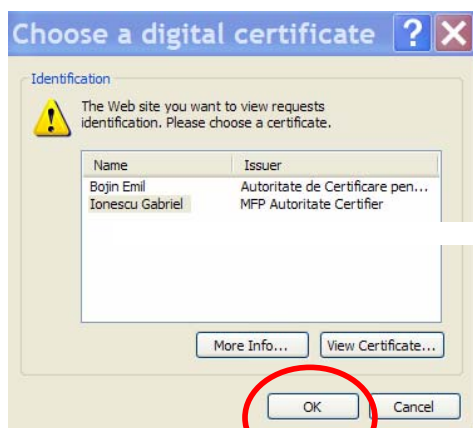 Choose a digital certificate
Identification
The Web site you want to view requests
identification. Please choose a certificate.
Name Issuer
Bojin Emil Autoritate de Certificare pen...
Ionescu Gabriel MFP Autoritate Certifier
More Info... View Certificate...
OK Cancel